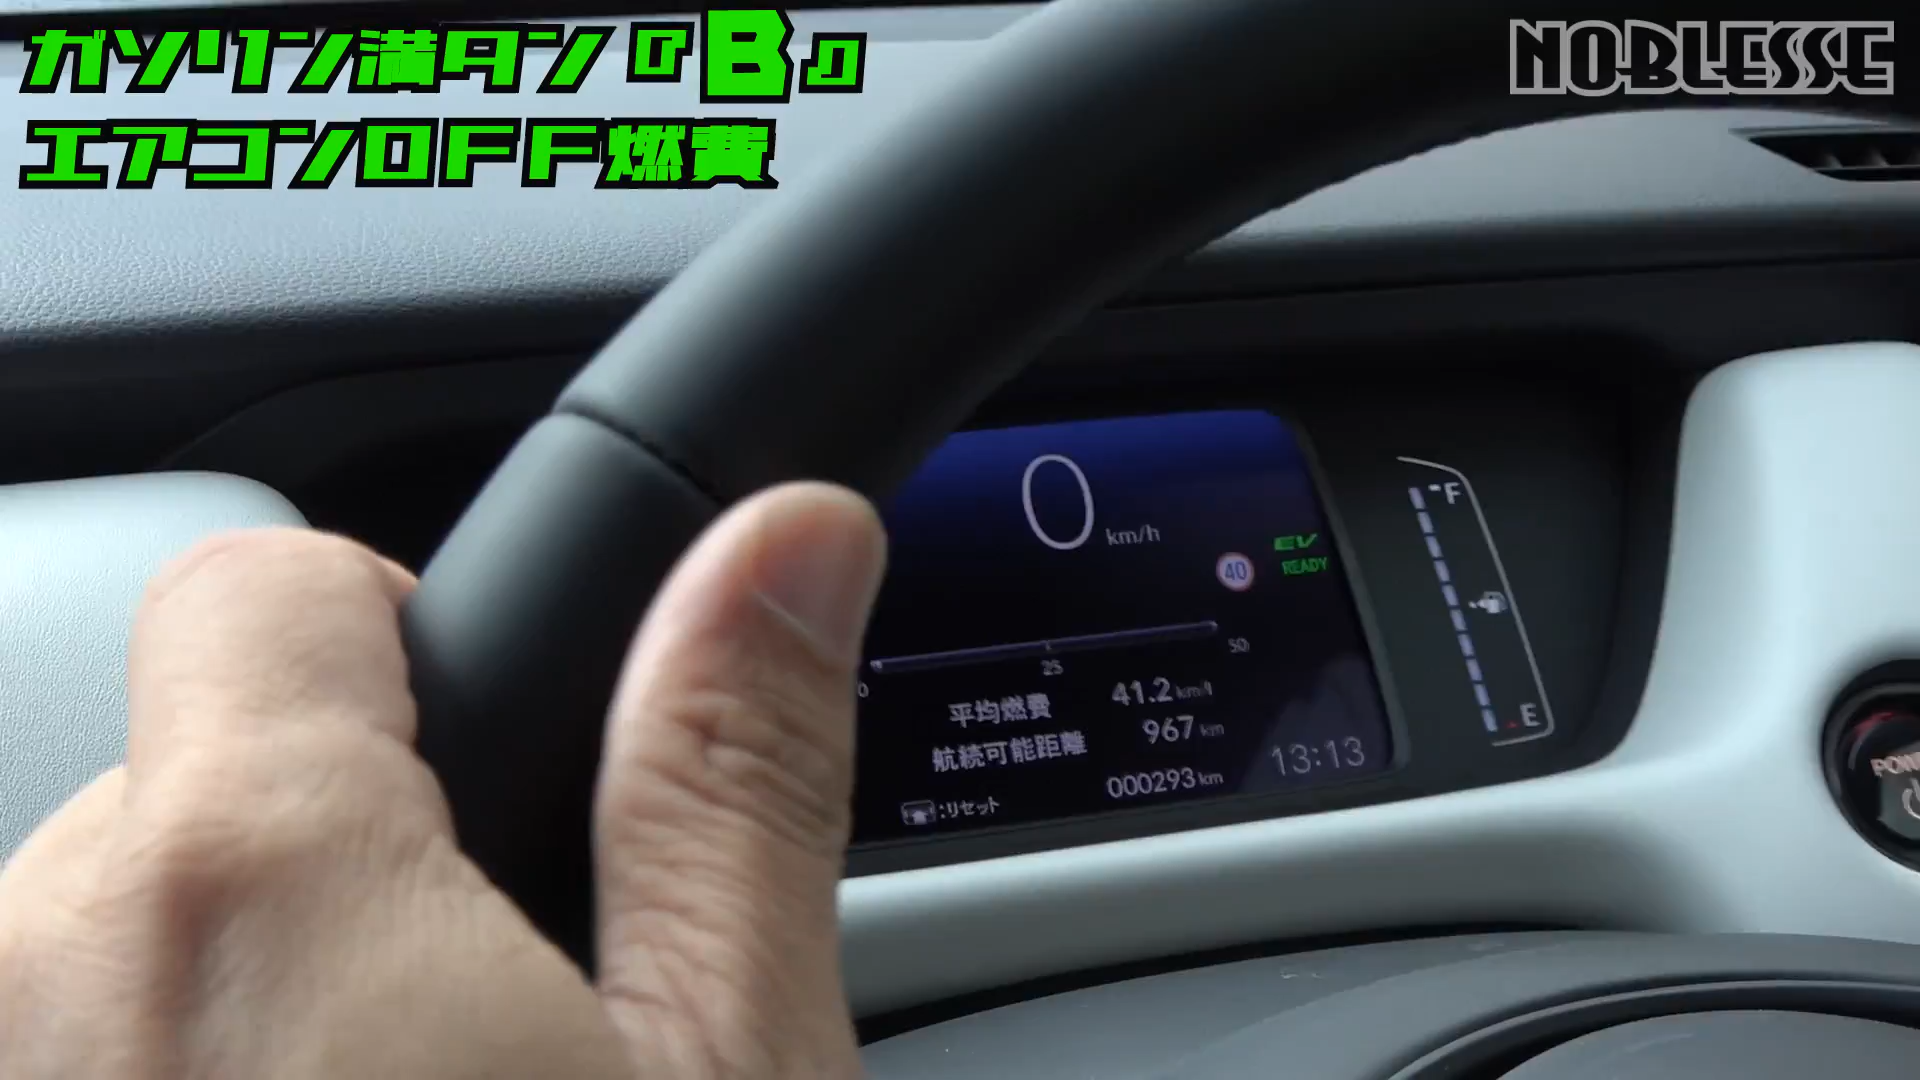 ガソリン満タン『B』
エアコンOFF燃費
NOBLESSE
0 km/h
40
EV
READY
0 25 50
平均燃費 41.2 km/l
航続可能距離 967 km
:リセット 000293 km
13:13
F
E